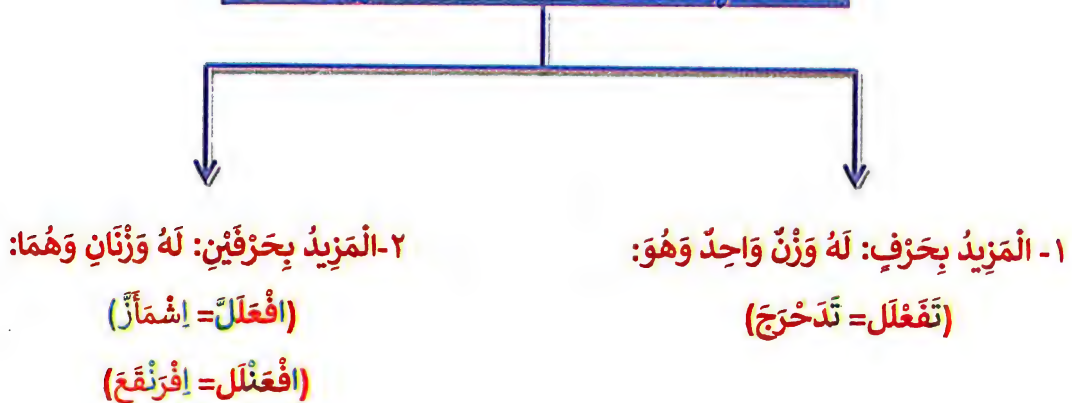 ١- الْمَزِيدُ بِحَرْفٍ: لَهُ وَزْنٌ وَاحِدٌ وَهُوَ:
(تَفَعْلَل= تَدَحْرَجَ)
٢-الْمَزِيدُ بِحَرْفَيْنِ: لَهُ وَزْنَانِ وَهُمَا:
(افْعَلَلَّ= اِشْمَأَزَّ)
(افْعَنْلَل= اِفْرَنْقَعَ)